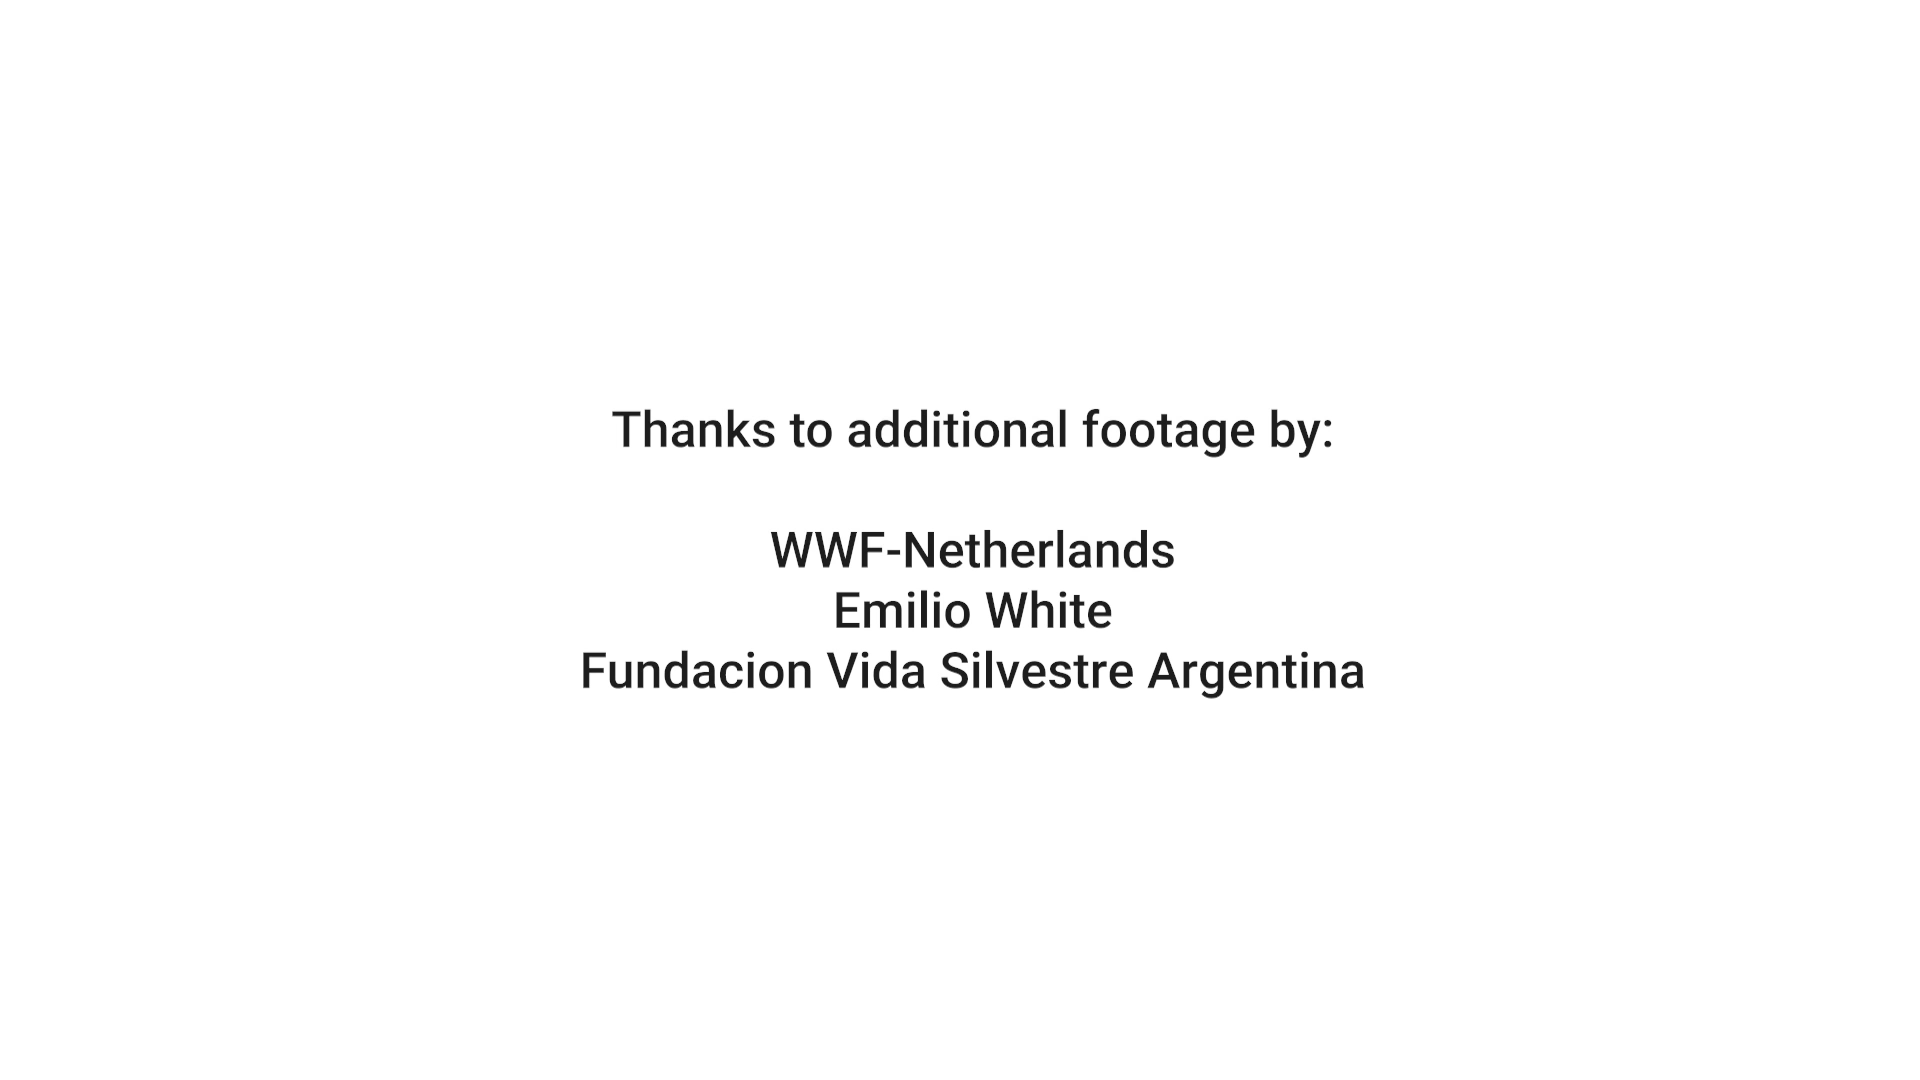 Thanks to additional footage by:
WWF-Netherlands
Emilio White
Fundacion Vida Silvestre Argentina